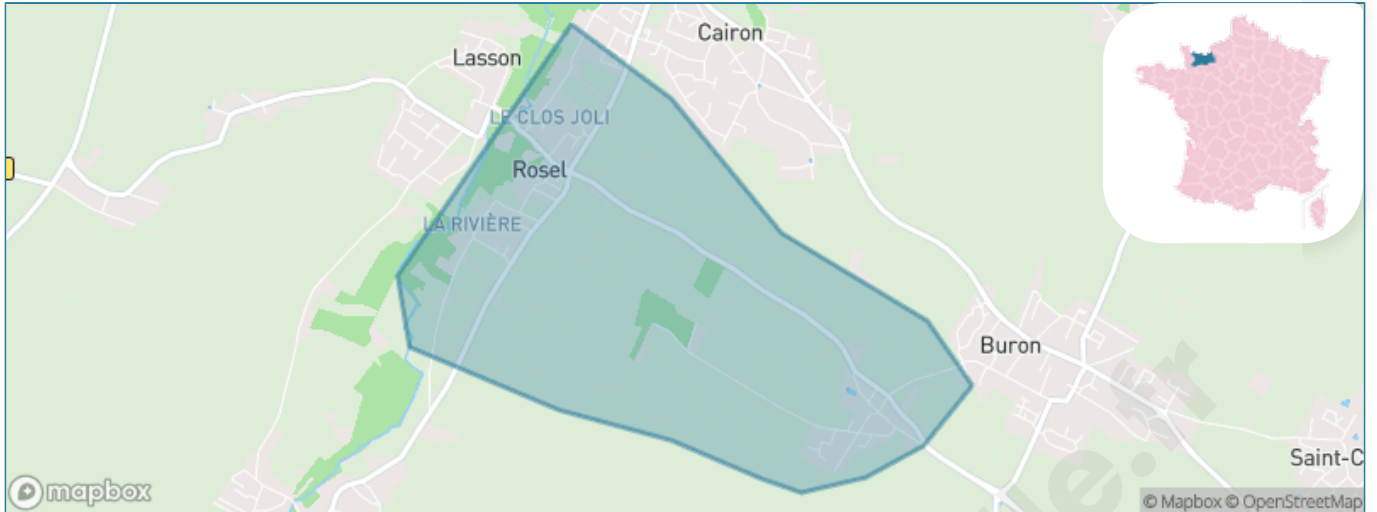 Cairon
Lasson
LE CLOS JOLI
Rosel
LA RIVIÈRE
Buron
Saint-C
mapbox
© Mapbox © OpenStreetMap